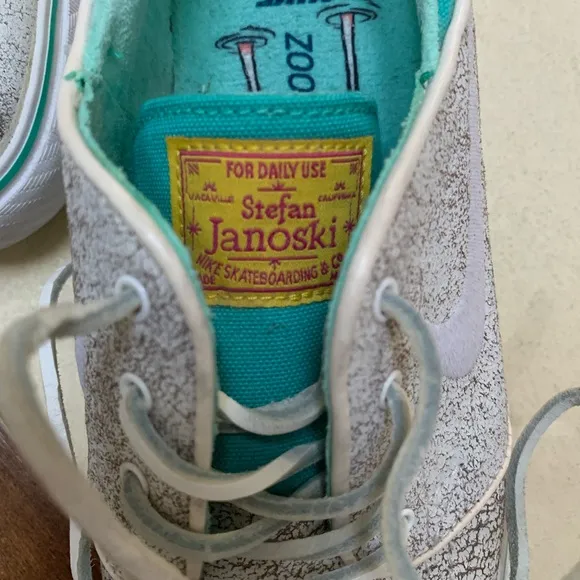 ZOO
FOR DAILY USE
VACAVILLE CALIFORNIA
Stefan
Janoski
NIKE SKATEBOARDING & Co